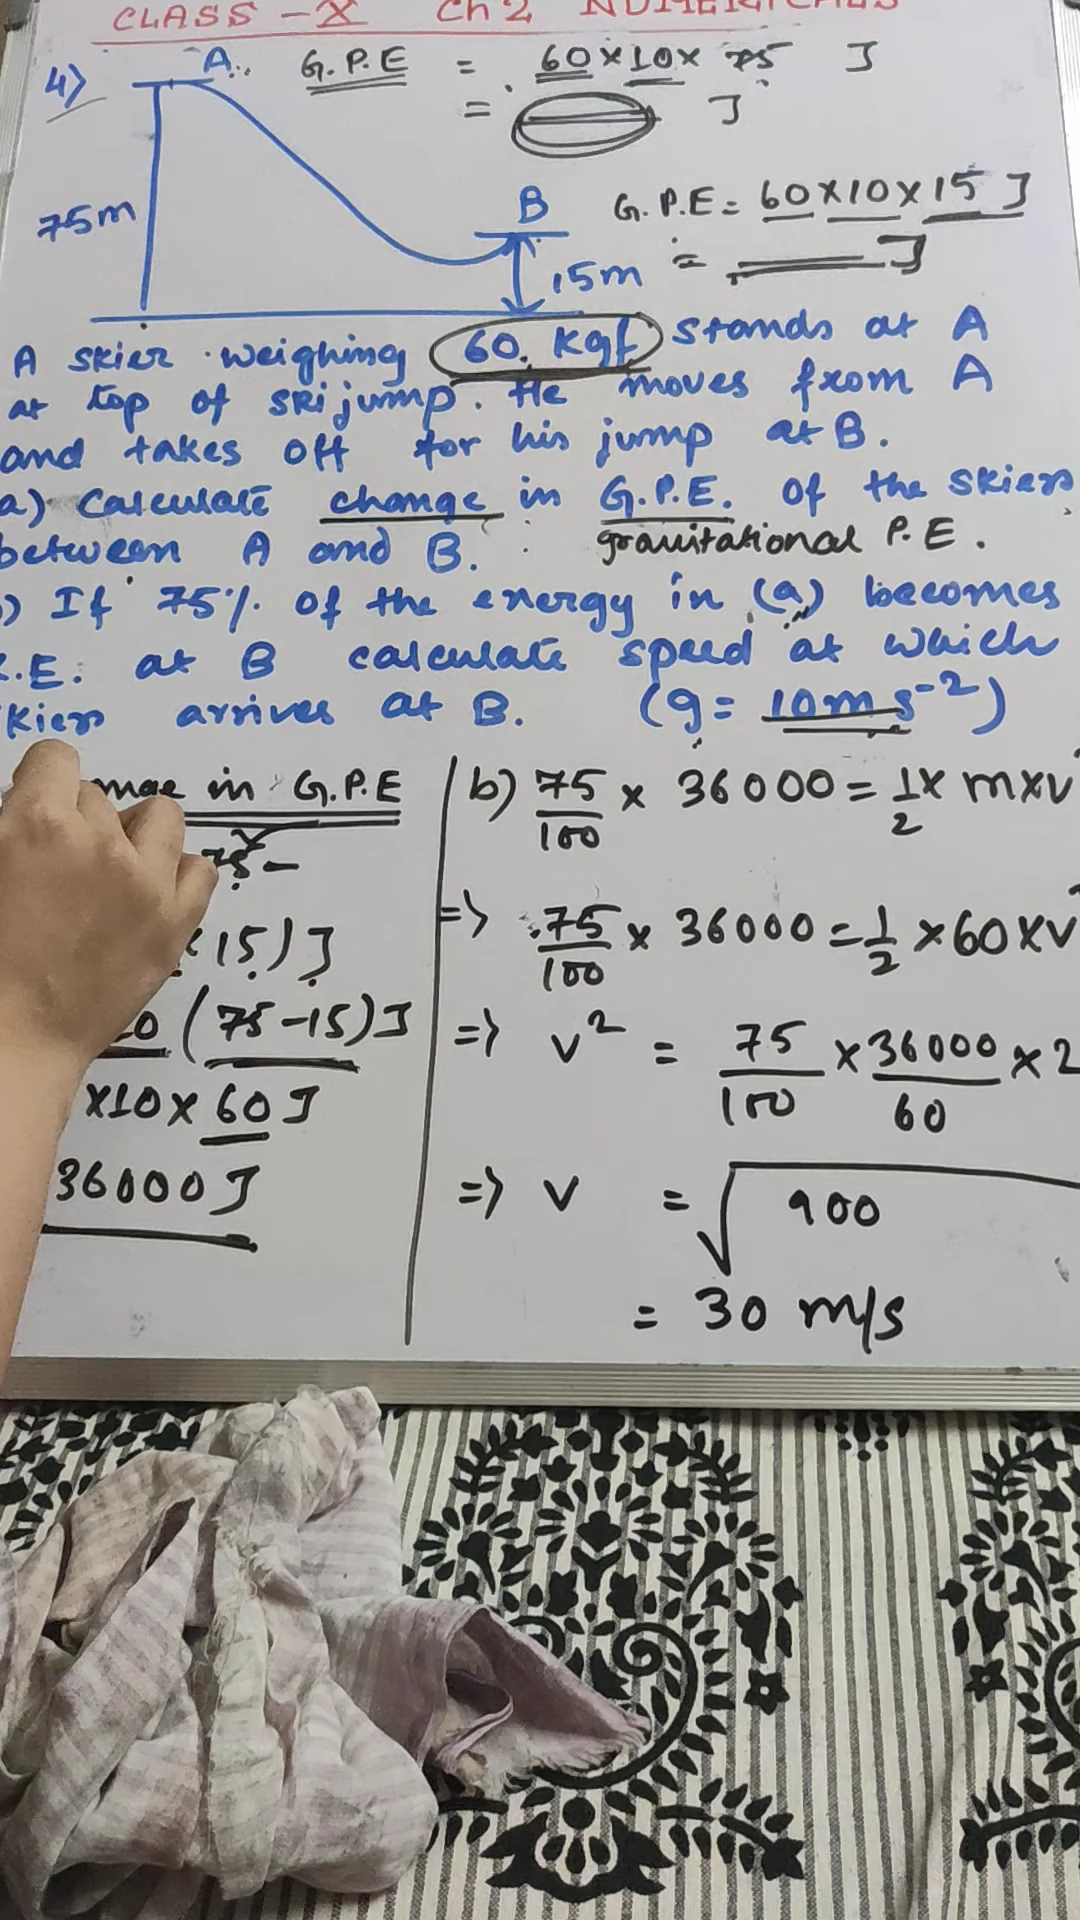 CLASS - X Ch 2 NUMERICALS
4) A G.P.E = 60 × 10 × 75 J
= J
75m
B G.P.E = 60 × 10 × 15 J
= J
15m
A skier weighing 60 kgf stands at A
at top of ski jump. He moves from A
and takes off for his jump at B.
a) Calculate change in G.P.E. of the skiers
between A and B. gravitational P.E.
) If 75% of the energy in (a) becomes
.E. at B calculate speed at which
kiers arrives at B. (g = 10 m s⁻²)
in G.P.E
75 -
× 15) J
(75 - 15) J
× 10 × 60 J
36000 J
b) 75/100 × 36000 = 1/2 × m × v
=> 75/100 × 36000 = 1/2 × 60 × v
=> v² = 75/100 × 36000/60 × 2
=> v = √900
= 30 m/s